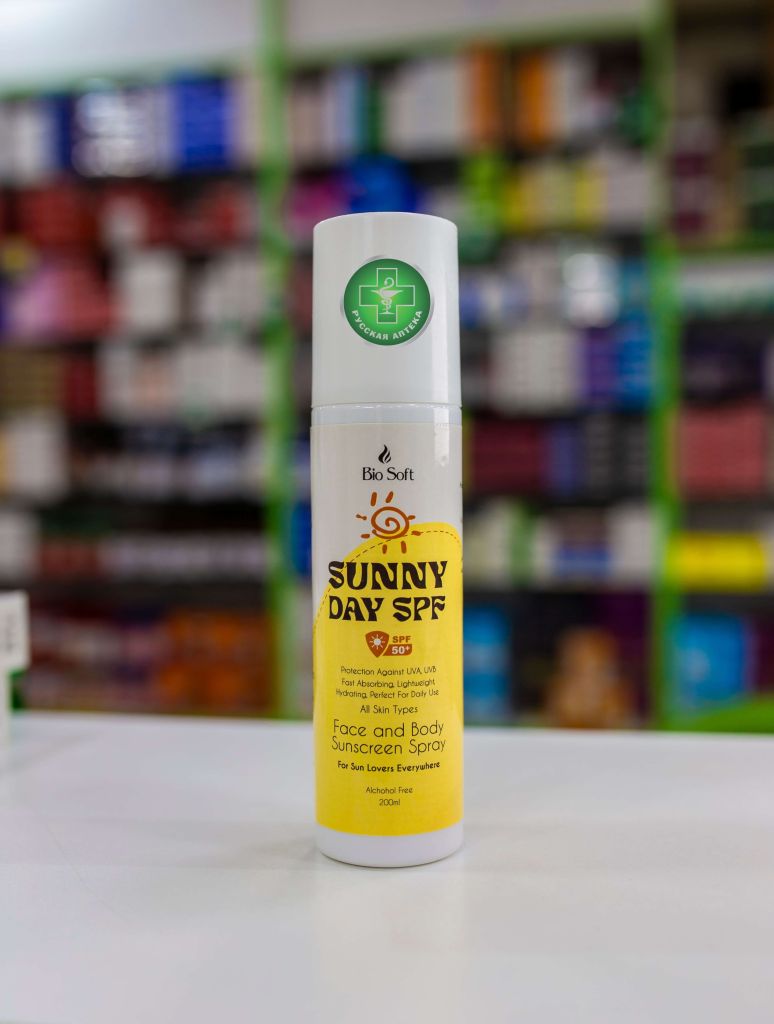 РУССКАЯ АПТЕКА
Bio Soft
SUNNY
DAY SPF
SPF
50+
Protection Against UVA, UVB
Fast Absorbing, Lightweight,
Hydrating, Perfect For Daily Use
All Skin Types
Face and Body
Sunscreen Spray
For Sun Lovers Everywhere
Alchohol Free
200ml